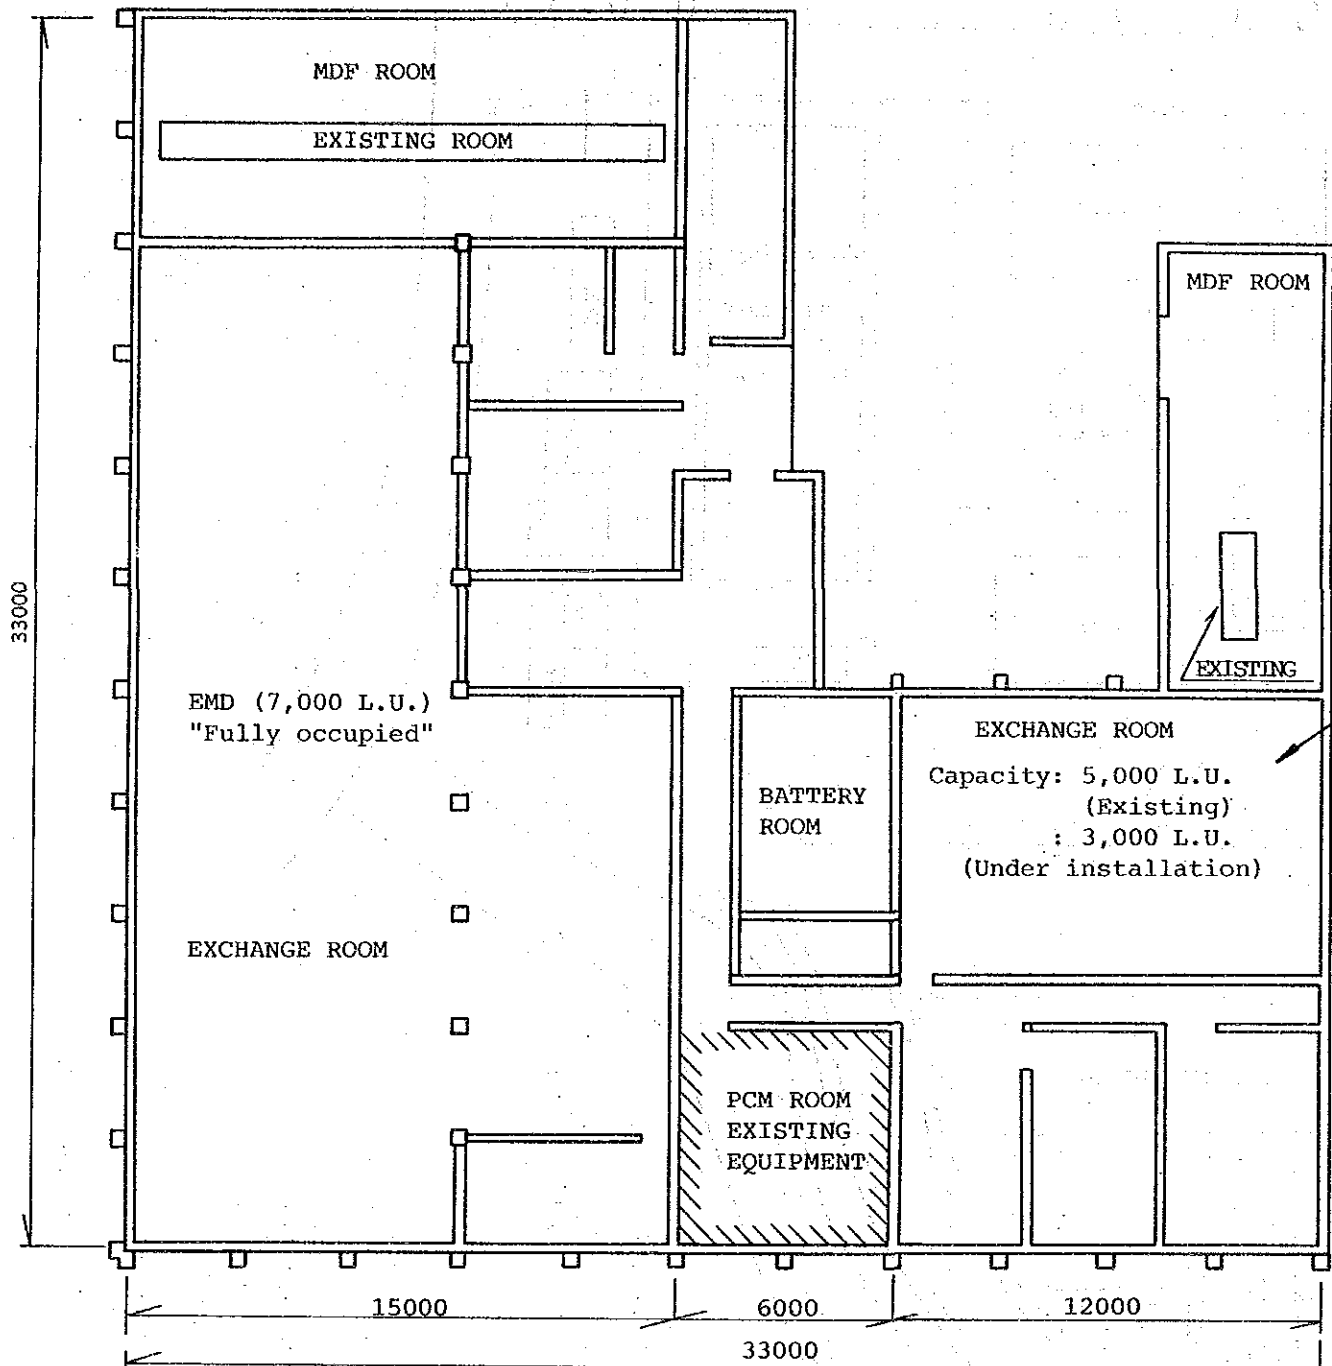 MDF ROOM
EXISTING ROOM
MDF ROOM
EXISTING
33000
EMD (7,000 L.U.)
"Fully occupied"
EXCHANGE ROOM
BATTERY
ROOM
EXCHANGE ROOM
Capacity: 5,000 L.U.
(Existing)
: 3,000 L.U.
(Under installation)
PCM ROOM
EXISTING
EQUIPMENT
15000
6000
12000
33000